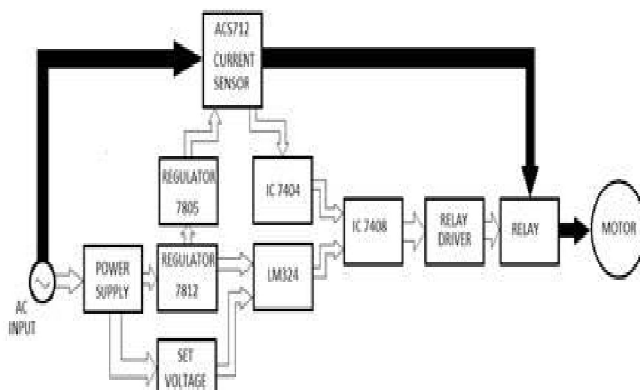 ACS712
CURRENT
SENSOR
REGULATOR
7805
IC 7404
IC 7408
RELAY
DRIVER
RELAY
MOTOR
POWER
SUPPLY
REGULATOR
7812
LM324
AC
INPUT
SET
VOLTAGE